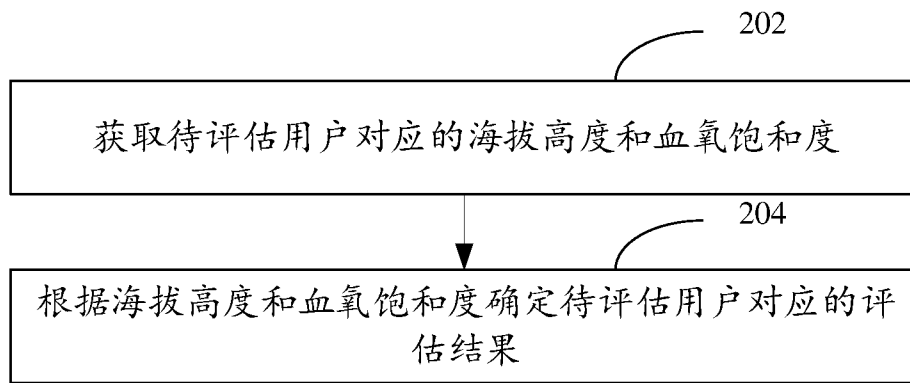 202
获取待评估用户对应的海拔高度和血氧饱和度
204
根据海拔高度和血氧饱和度确定待评估用户对应的评
估结果